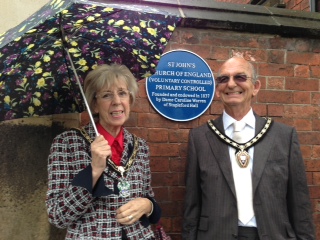 ST JOHN'S
CHURCH OF ENGLAND
(VOLUNTARY CONTROLLED)
PRIMARY SCHOOL
Founded and endowed in 1837
by Dame Caroline Warren
of Stapleford Hall